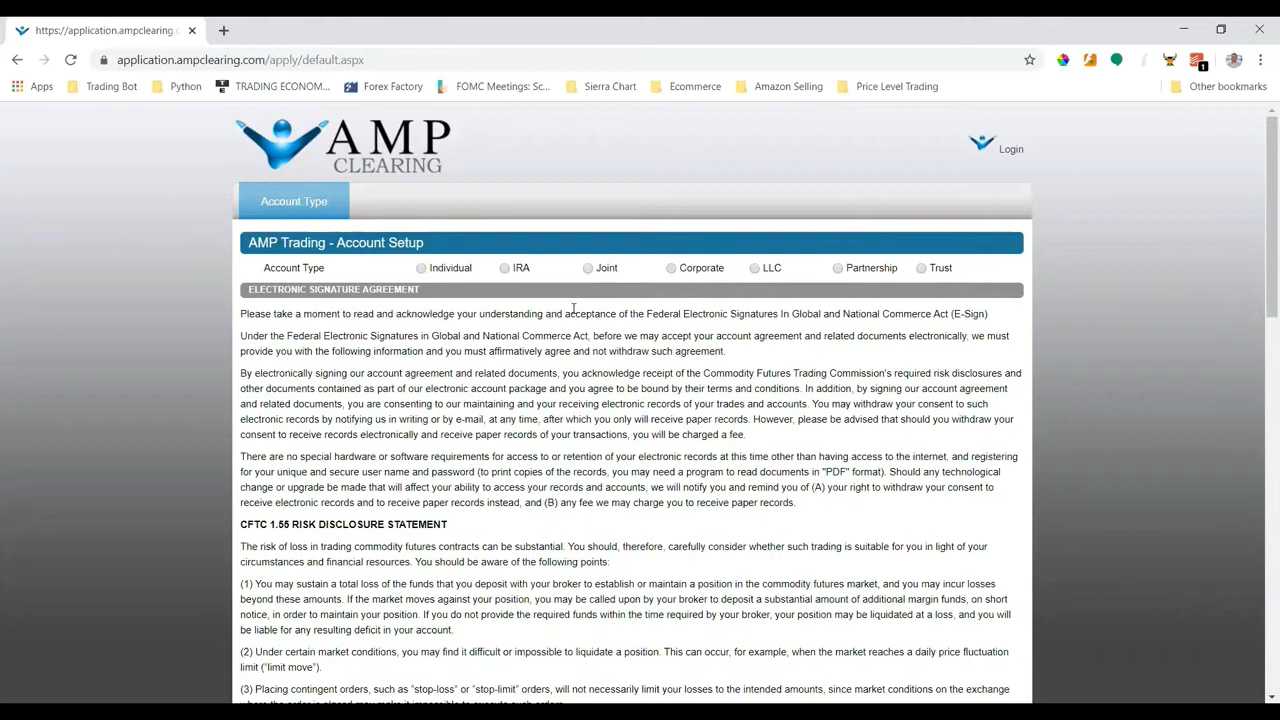 https://application.ampclearing.
application.ampclearing.com/apply/default.aspx
1
Apps Trading Bot Python TRADING ECONOM... Forex Factory FOMC Meetings: Sc... Sierra Chart Ecommerce Amazon Selling Price Level Trading Other bookmarks
AMP
CLEARING
Login
Account Type
AMP Trading - Account Setup
Account Type Individual IRA Joint Corporate LLC Partnership Trust
ELECTRONIC SIGNATURE AGREEMENT
Please take a moment to read and acknowledge your understanding and acceptance of the Federal Electronic Signatures In Global and National Commerce Act (E-Sign)
Under the Federal Electronic Signatures in Global and National Commerce Act, before we may accept your account agreement and related documents electronically, we must
provide you with the following information and you must affirmatively agree and not withdraw such agreement.
By electronically signing our account agreement and related documents, you acknowledge receipt of the Commodity Futures Trading Commission's required risk disclosures and
other documents contained as part of our electronic account package and you agree to be bound by their terms and conditions. In addition, by signing our account agreement
and related documents, you are consenting to our maintaining and your receiving electronic records of your trades and accounts. You may withdraw your consent to such
electronic records by notifying us in writing or by e-mail, at any time, after which you only will receive paper records. However, please be advised that should you withdraw your
consent to receive records electronically and receive paper records of your transactions, you will be charged a fee.
There are no special hardware or software requirements for access to or retention of your electronic records at this time other than having access to the internet, and registering
for your unique and secure user name and password (to print copies of the records, you may need a program to read documents in "PDF" format). Should any technological
change or upgrade be made that will affect your ability to access your records and accounts, we will notify you and remind you of (A) your right to withdraw your consent to
receive electronic records and to receive paper records instead, and (B) any fee we may charge you to receive paper records.
CFTC 1.55 RISK DISCLOSURE STATEMENT
The risk of loss in trading commodity futures contracts can be substantial. You should, therefore, carefully consider whether such trading is suitable for you in light of your
circumstances and financial resources. You should be aware of the following points:
(1) You may sustain a total loss of the funds that you deposit with your broker to establish or maintain a position in the commodity futures market, and you may incur losses
beyond these amounts. If the market moves against your position, you may be called upon by your broker to deposit a substantial amount of additional margin funds, on short
notice, in order to maintain your position. If you do not provide the required funds within the time required by your broker, your position may be liquidated at a loss, and you will
be liable for any resulting deficit in your account.
(2) Under certain market conditions, you may find it difficult or impossible to liquidate a position. This can occur, for example, when the market reaches a daily price fluctuation
limit ("limit move").
(3) Placing contingent orders, such as "stop-loss" or "stop-limit" orders, will not necessarily limit your losses to the intended amounts, since market conditions on the exchange
where the order is placed may make it impossible to execute such orders.